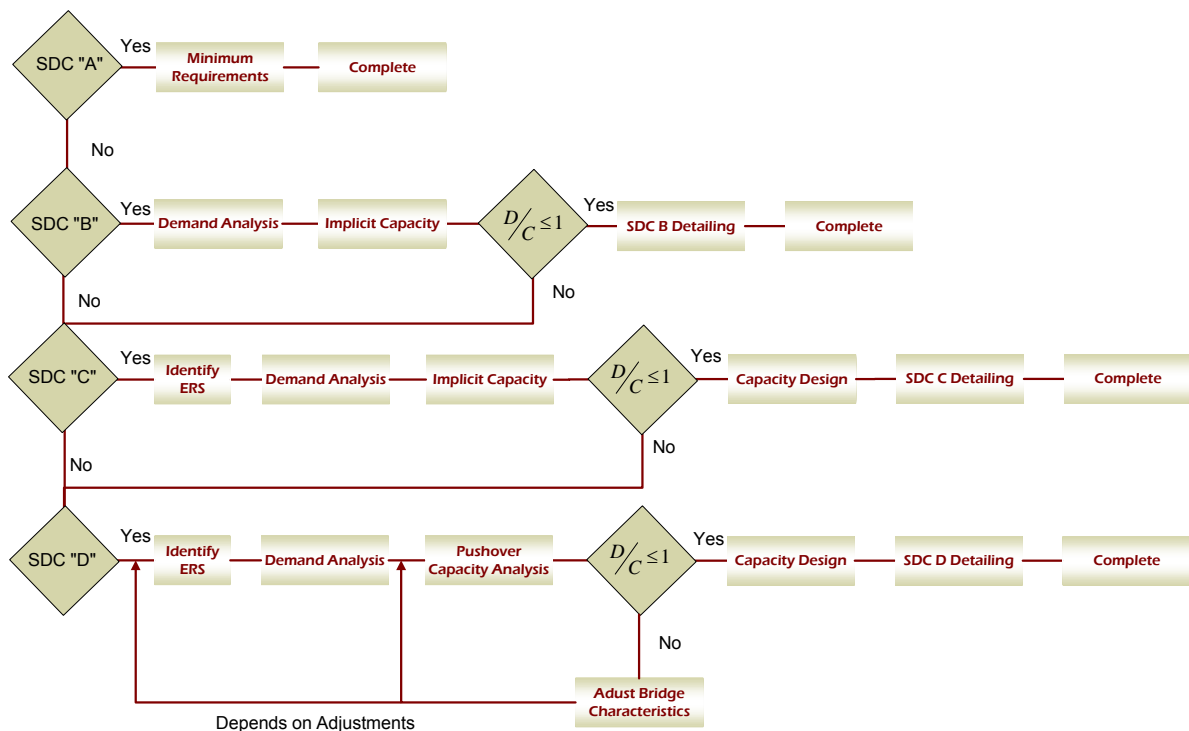 Yes
SDC "A"
Minimum
Requirements
Complete
No
SDC "B"
Yes
Demand Analysis
Implicit Capacity
D/C ≤ 1
Yes
SDC B Detailing
Complete
No
No
SDC "C"
Yes
Identify
ERS
Demand Analysis
Implicit Capacity
D/C ≤ 1
Yes
Capacity Design
SDC C Detailing
Complete
No
No
SDC "D"
Yes
Identify
ERS
Demand Analysis
Pushover
Capacity Analysis
D/C ≤ 1
Yes
Capacity Design
SDC D Detailing
Complete
No
Adust Bridge
Characteristics
Depends on Adjustments